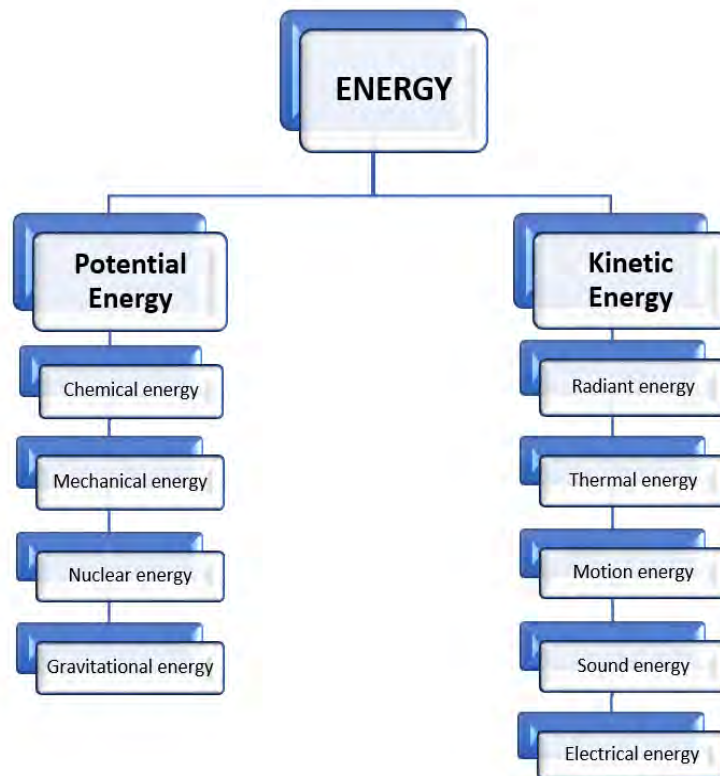 ENERGY
Potential
Energy
Chemical energy
Mechanical energy
Nuclear energy
Gravitational energy
Kinetic
Energy
Radiant energy
Thermal energy
Motion energy
Sound energy
Electrical energy